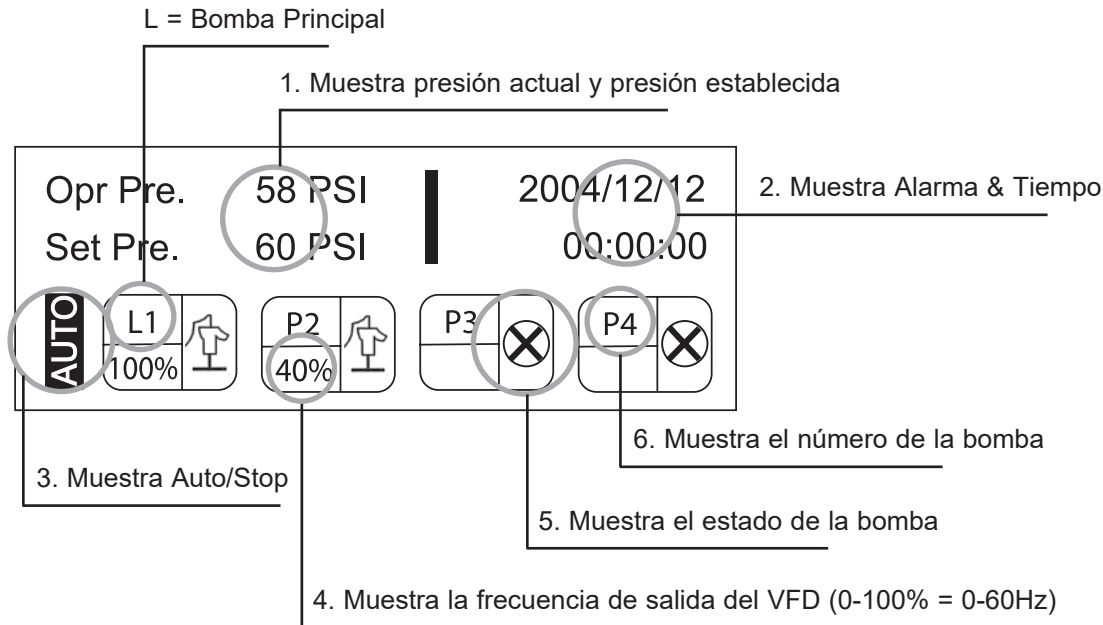 L = Bomba Principal
1. Muestra presión actual y presión establecida
Opr Pre. 58 PSI 2004/12/12
2. Muestra Alarma & Tiempo
Set Pre. 60 PSI 00:00:00
AUTO
L1 P2 P3 P4
100% 40%
6. Muestra el número de la bomba
3. Muestra Auto/Stop
5. Muestra el estado de la bomba
4. Muestra la frecuencia de salida del VFD (0-100% = 0-60Hz)